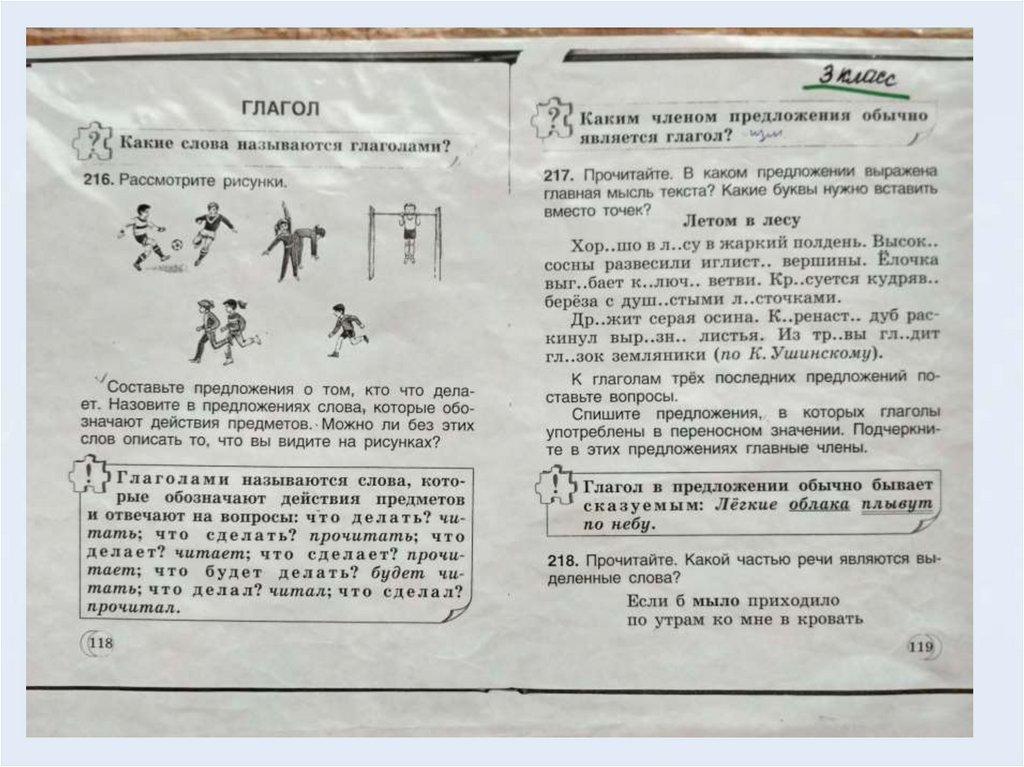 ГЛАГОЛ
Какие слова называются глаголами?
216. Рассмотрите рисунки.
Составьте предложения о том, кто что дела-
ет. Назовите в предложениях слова, которые обо-
значают действия предметов. Можно ли без этих
слов описать то, что вы видите на рисунках?
Глаголами называются слова, кото-
рые обозначают действия предметов
и отвечают на вопросы: что делать? чи-
тать; что сделать? прочитать; что
делает? читает; что сделает? прочи-
тает; что будет делать? будет чи-
тать; что делал? читал; что сделал?
прочитал.
118
3 класс
Каким членом предложения обычно
является глагол?
217. Прочитайте. В каком предложении выражена
главная мысль текста? Какие буквы нужно вставить
вместо точек?
Летом в лесу
Хор..шо в л..су в жаркий полдень. Высок..
сосны развесили иглист.. вершины. Ёлочка
выг..бает к..люч.. ветви. Кр..суется кудряв..
берёза с душ..стыми л..сточками.
Др..жит серая осина. К..ренаст.. дуб рас-
кинул выр..зн.. листья. Из тр..вы гл..дит
гл..зок земляники (по К. Ушинскому).
К глаголам трёх последних предложений по-
ставьте вопросы.
Спишите предложения, в которых глаголы
употреблены в переносном значении. Подчеркни-
те в этих предложениях главные члены.
Глагол в предложении обычно бывает
сказуемым: Лёгкие облака плывут
по небу.
218. Прочитайте. Какой частью речи являются вы-
деленные слова?
Если б мыло приходило
по утрам ко мне в кровать
119